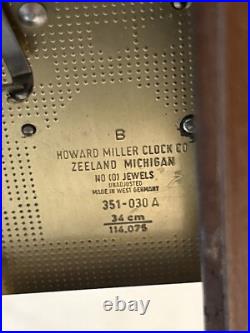 B
HOWARD MILLER CLOCK CO
ZEELAND MICHIGAN
NO (0) JEWELS
UNADJUSTED
MADE IN WEST GERMANY
351-030 A
34 cm
114,075